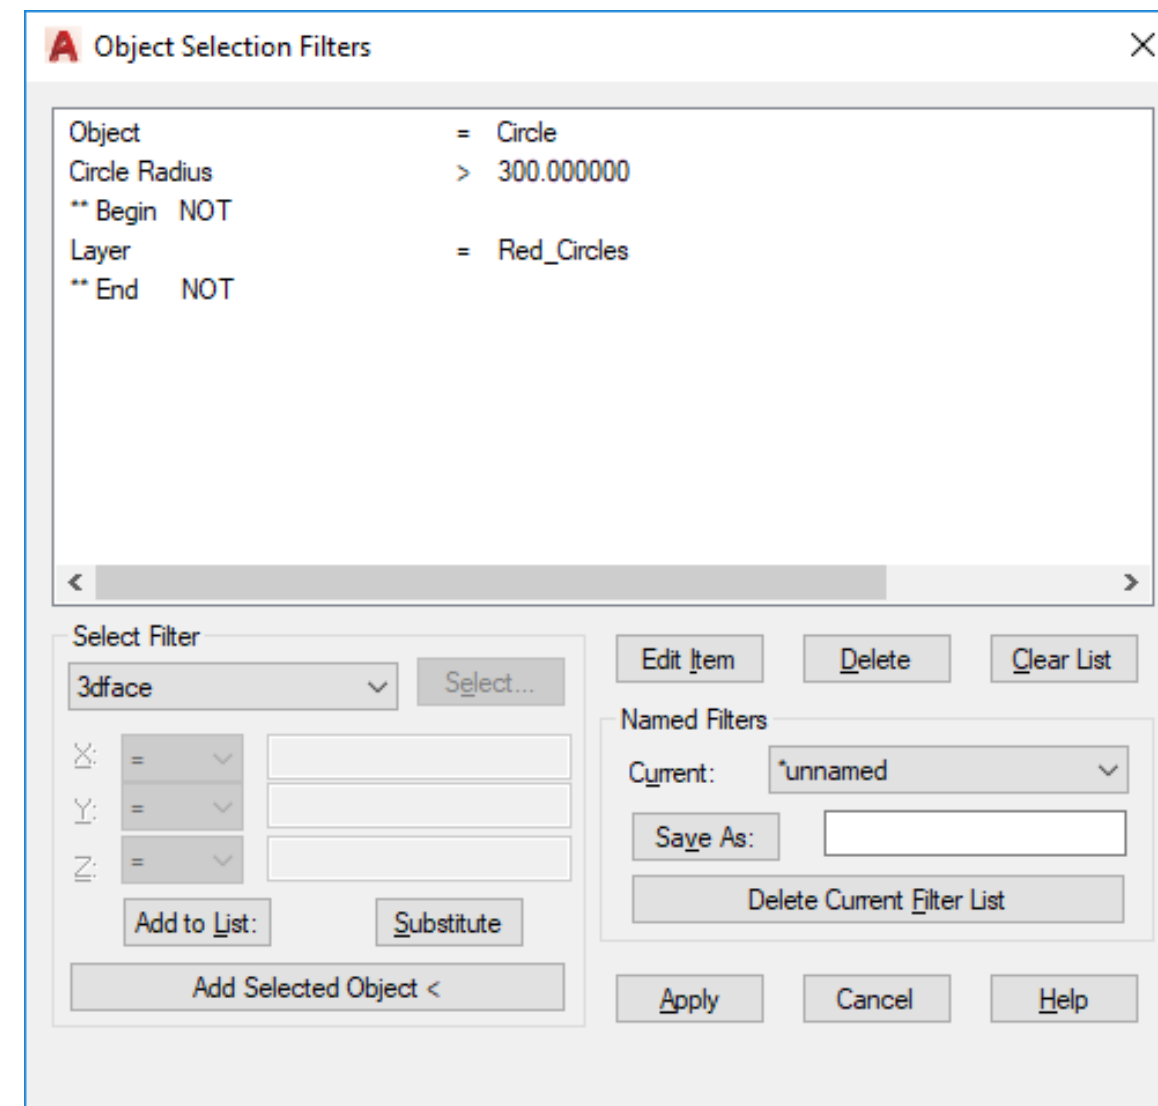 Object Selection Filters
Object = Circle
Circle Radius > 300.000000
** Begin NOT
Layer = Red_Circles
** End NOT
Select Filter
3dface
Select...
Edit Item
Delete
Clear List
X: =
Y: =
Z: =
Add to List:
Substitute
Add Selected Object <
Named Filters
Current: *unnamed
Save As:
Delete Current Filter List
Apply
Cancel
Help